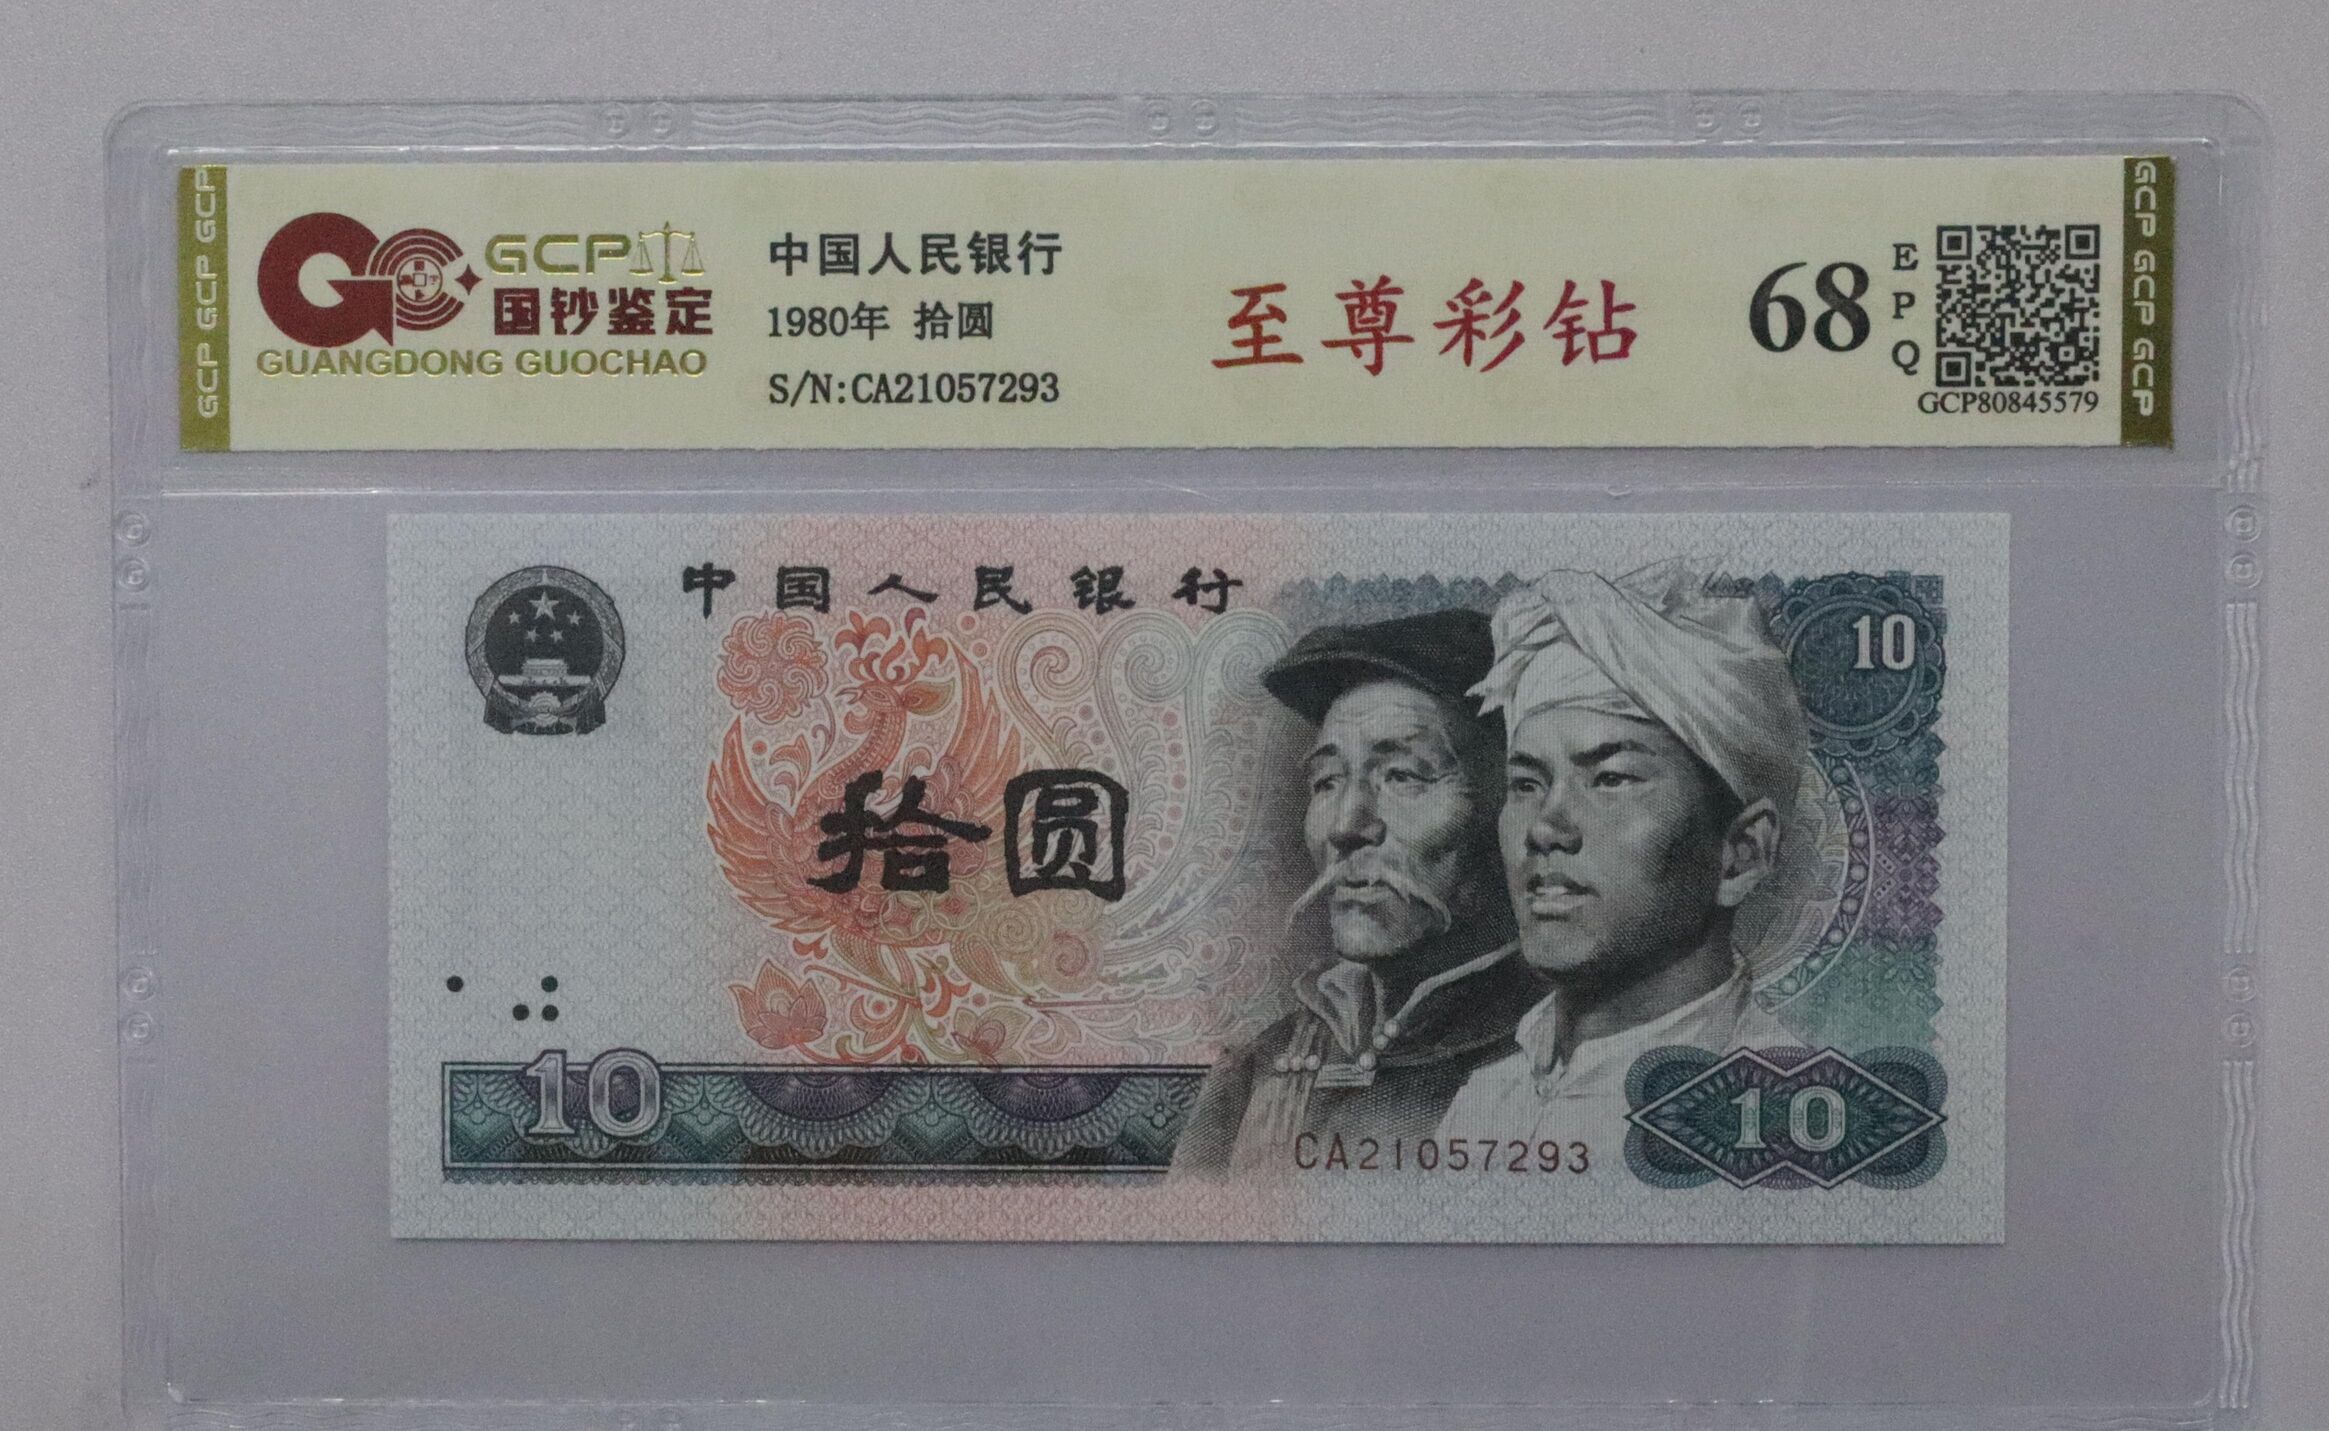 GCP GCP GCP
GCP
国钞鉴定
GUANGDONG GUOCHAO
中国人民银行
1980年 拾圆
S/N:CA21057293
至尊彩钻
68
E
P
Q
GCP80845579
GCP GCP GCP
中国人民银行
10
拾圆
10
CA21057293
10